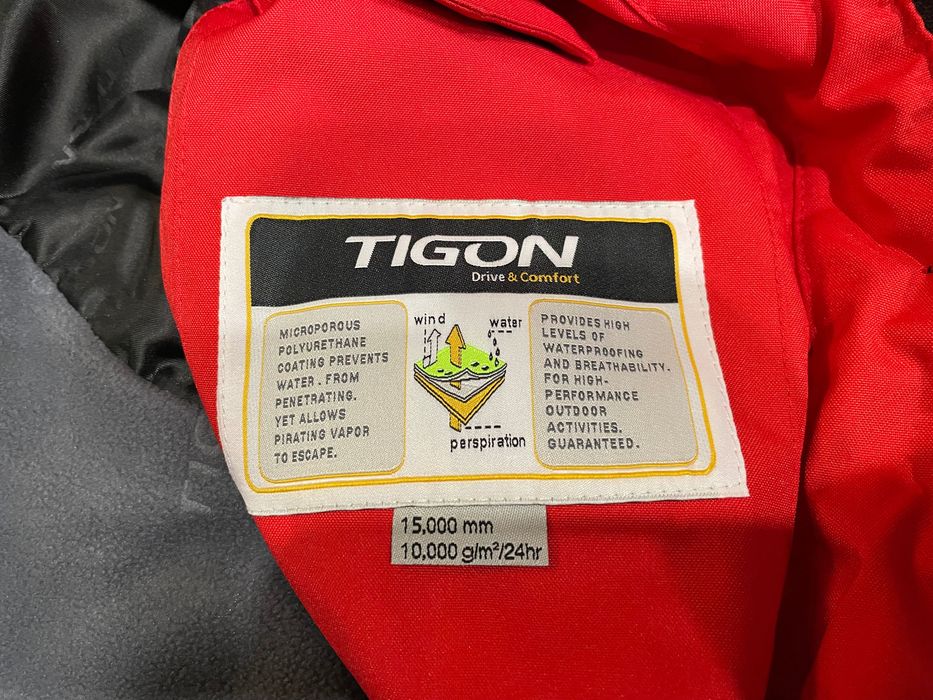 TIGON
Drive & Comfort
MICROPOROUS
POLYURETHANE
COATING PREVENTS
WATER . FROM
PENETRATING.
YET ALLOWS
PIRATING VAPOR
TO ESCAPE.
wind
water
perspiration
PROVIDES HIGH
LEVELS OF
WATERPROOFING
AND BREATHABILITY.
FOR HIGH-
PERFORMANCE
OUTDOOR
ACTIVITIES.
GUARANTEED.
15,000 mm
10,000 g/m²/24hr